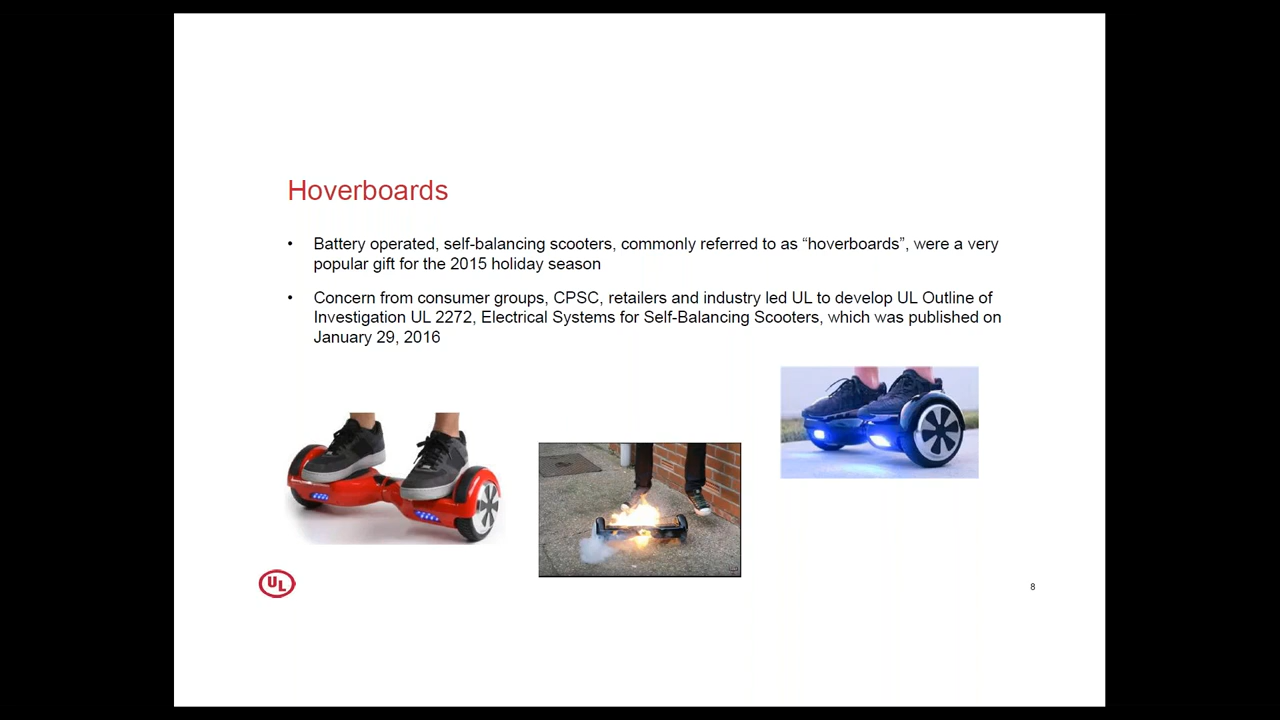 Hoverboards
• Battery operated, self-balancing scooters, commonly referred to as “hoverboards”, were a very
popular gift for the 2015 holiday season
• Concern from consumer groups, CPSC, retailers and industry led UL to develop UL Outline of
Investigation UL 2272, Electrical Systems for Self-Balancing Scooters, which was published on
January 29, 2016
UL
8